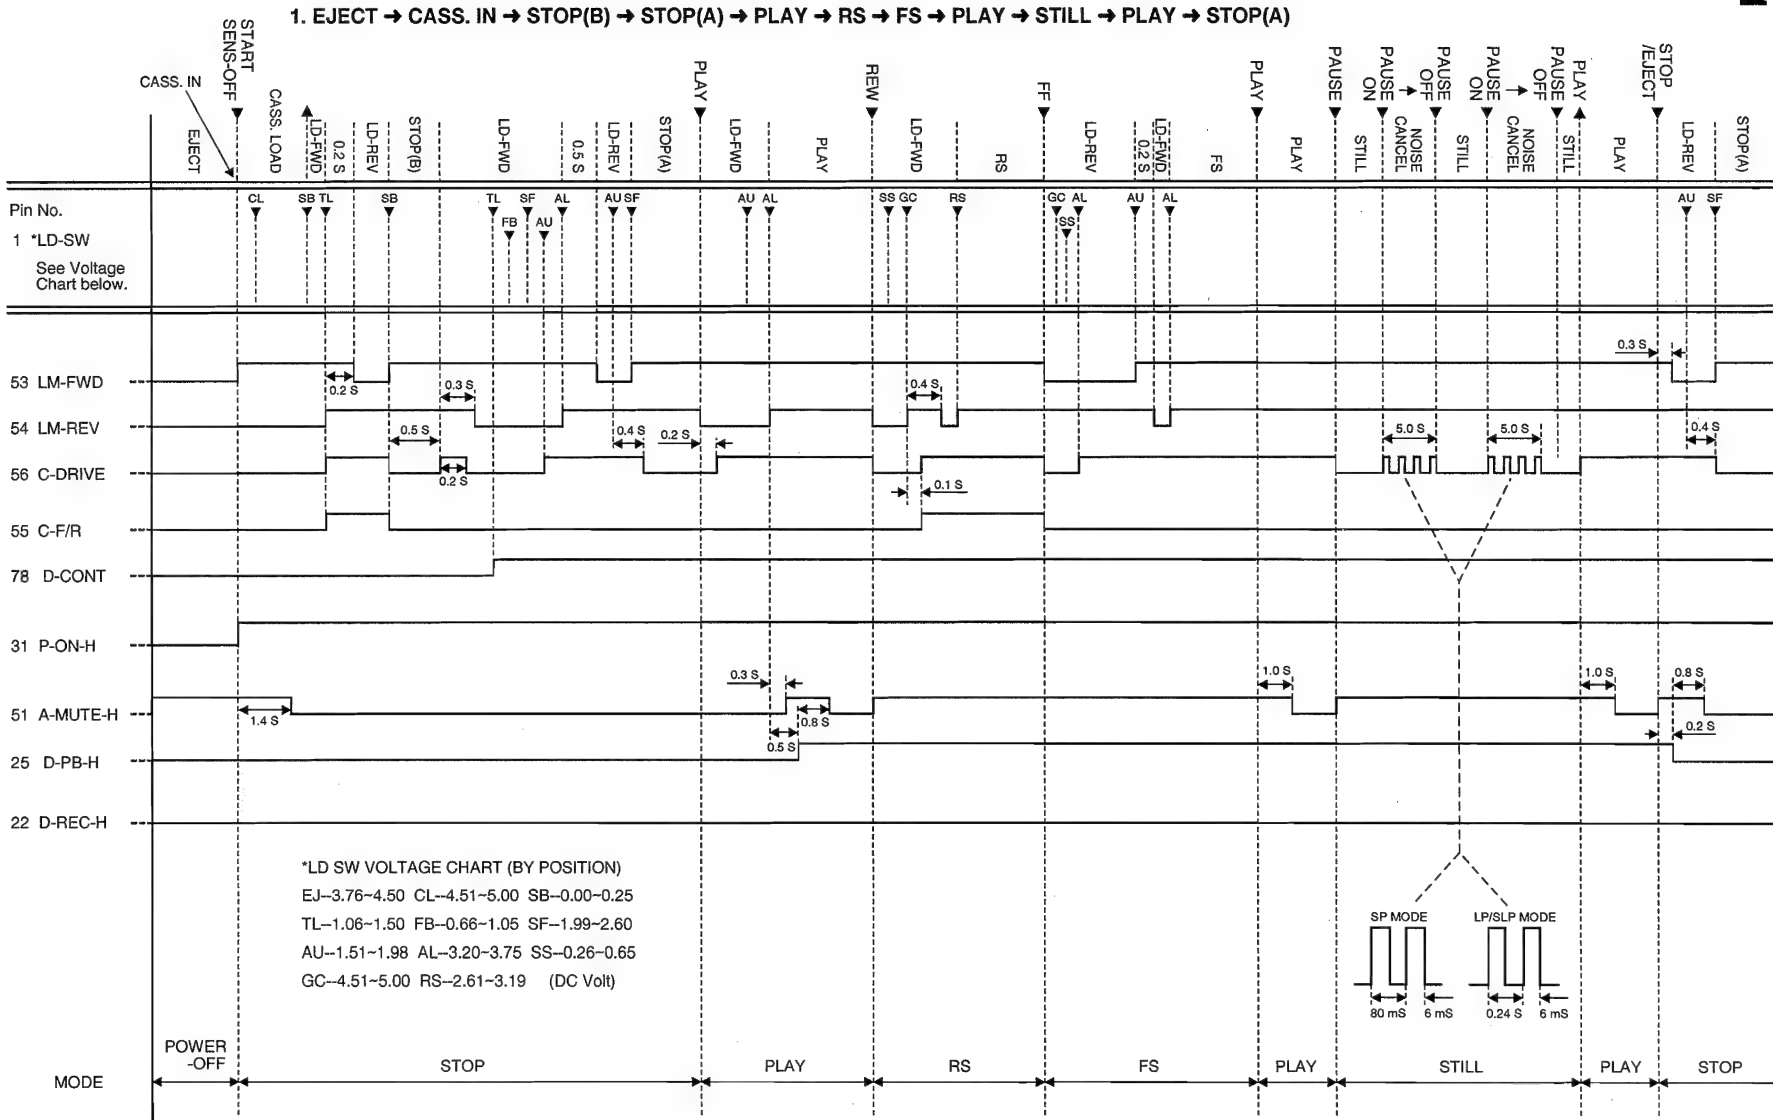 1. EJECT → CASS. IN → STOP(B) → STOP(A) → PLAY → RS → FS → PLAY → STILL → PLAY → STOP(A)
CASS. IN
START
SENS-OFF
PLAY
REW
FF
PLAY
PAUSE
PAUSE
ON
→
PAUSE
OFF
PAUSE
ON
→
PAUSE
OFF
PLAY
STOP
/EJECT
EJECT
CASS. LOAD
LD-FWD
0.2 S
LD-REV
STOP(B)
LD-FWD
0.5 S
LD-REV
STOP(A)
LD-FWD
PLAY
LD-FWD
RS
LD-REV
0.2 S
LD-FWD
FS
PLAY
STILL
NOISE
CANCEL
STILL
NOISE
CANCEL
STILL
PLAY
LD-REV
STOP(A)
Pin No.
CL SB TL SB TL SF AL AU SF AU AL SS GC RS GC AL AU AL AU SF
FB AU SS
1 *LD-SW
See Voltage
Chart below.
53 LM-FWD
0.2 S
0.3 S
54 LM-REV
0.3 S
0.4 S
56 C-DRIVE
0.5 S
0.2 S
0.4 S
0.2 S
0.1 S
5.0 S
5.0 S
0.4 S
55 C-F/R
78 D-CONT
31 P-ON-H
51 A-MUTE-H
1.4 S
0.3 S
0.8 S
1.0 S
1.0 S
0.8 S
25 D-PB-H
0.5 S
0.2 S
22 D-REC-H
*LD SW VOLTAGE CHART (BY POSITION)
EJ--3.76~4.50 CL--4.51~5.00 SB--0.00~0.25
TL--1.06~1.50 FB--0.66~1.05 SF--1.99~2.60
AU--1.51~1.98 AL--3.20~3.75 SS--0.26~0.65
GC--4.51~5.00 RS--2.61~3.19 (DC Volt)
SP MODE
80 mS 6 mS
LP/SLP MODE
0.24 S 6 mS
MODE
POWER
-OFF
STOP
PLAY
RS
FS
PLAY
STILL
PLAY
STOP